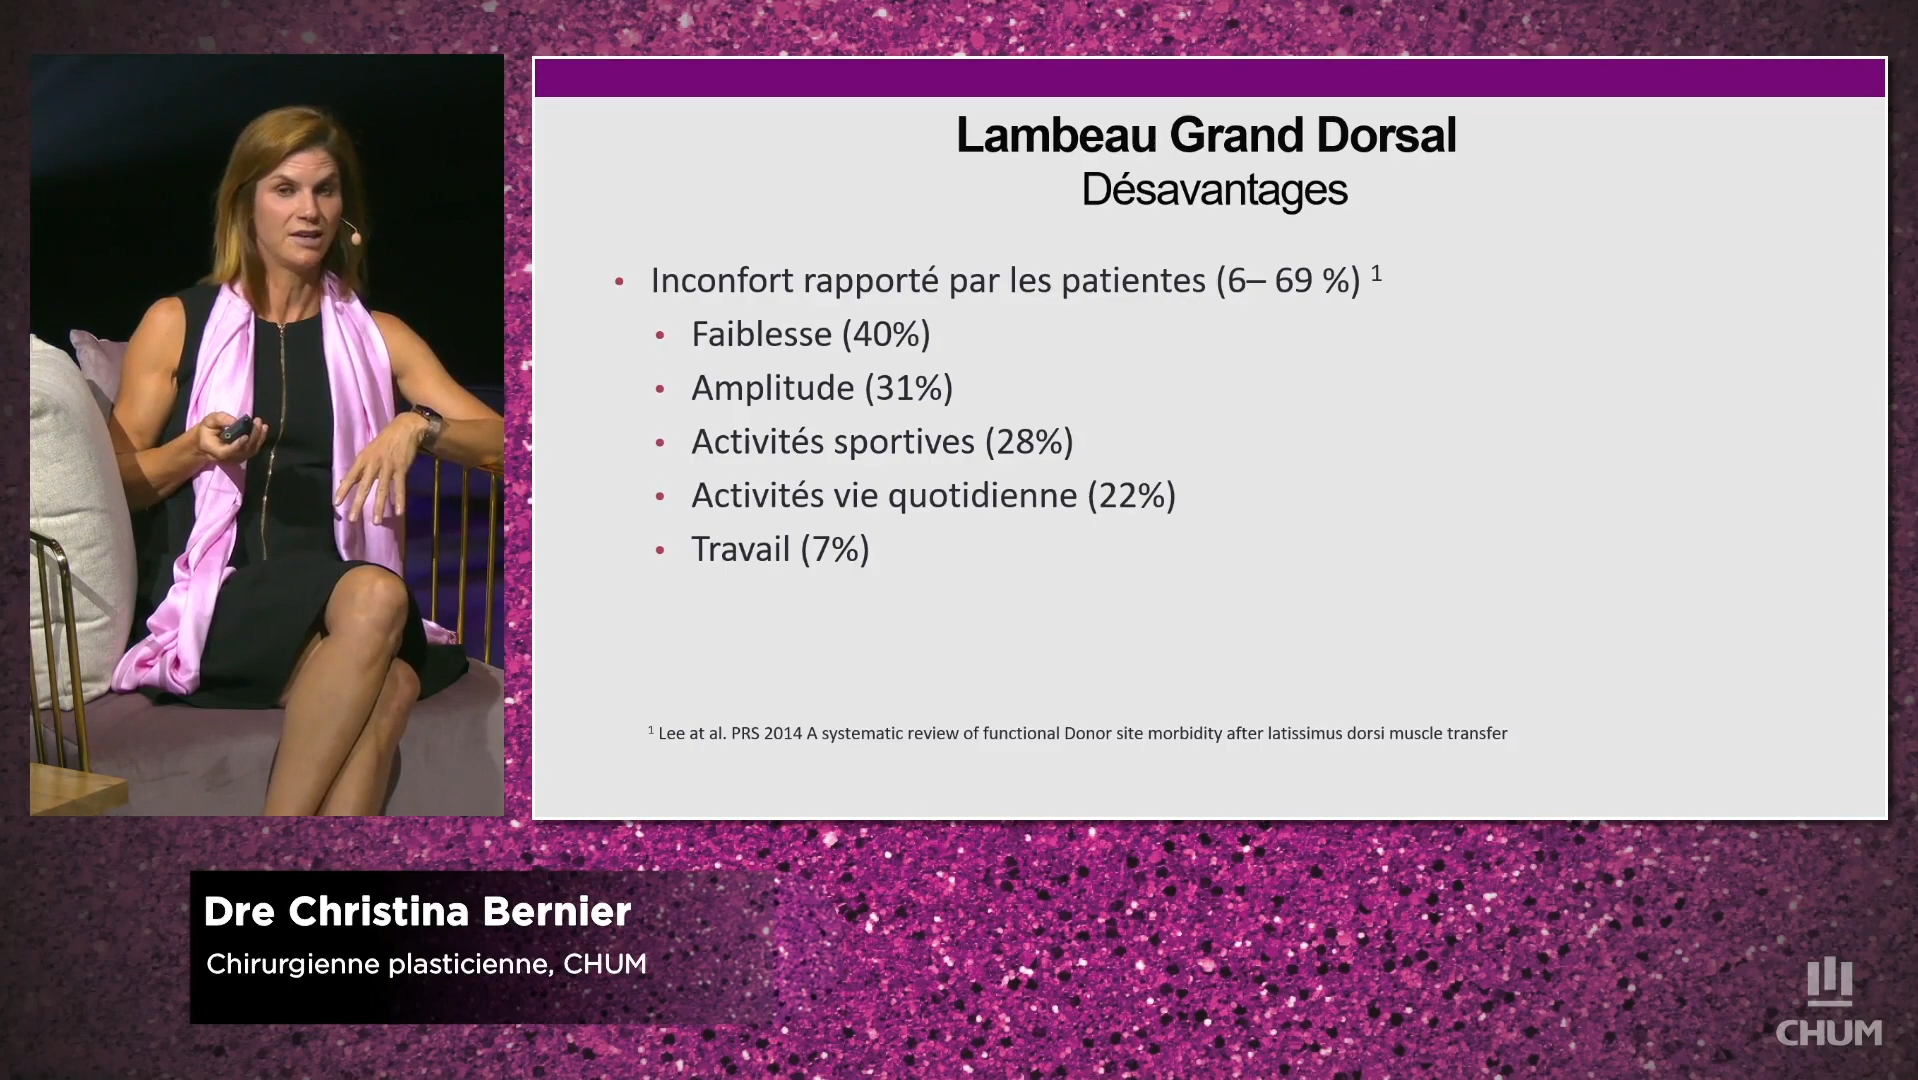 Lambeau Grand Dorsal
Désavantages
• Inconfort rapporté par les patientes (6– 69 %) ¹
• Faiblesse (40%)
• Amplitude (31%)
• Activités sportives (28%)
• Activités vie quotidienne (22%)
• Travail (7%)
¹ Lee at al. PRS 2014 A systematic review of functional Donor site morbidity after latissimus dorsi muscle transfer
Dre Christina Bernier
Chirurgienne plasticienne, CHUM
CHUM